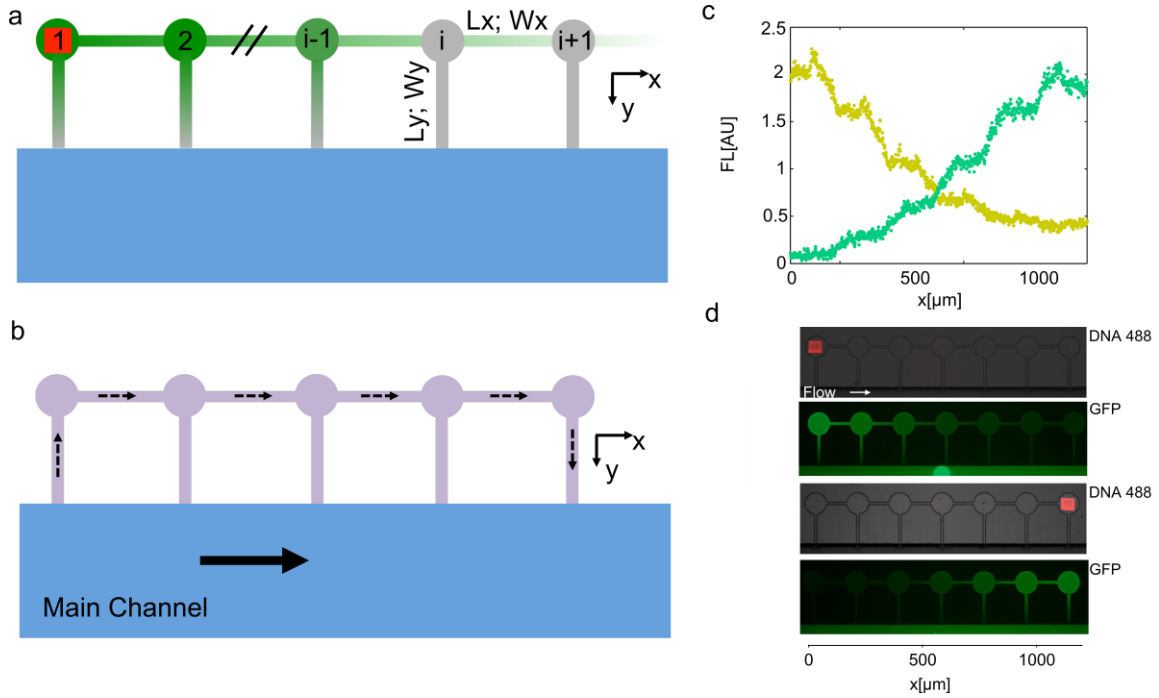 a
1
2
i-1
i
i+1
Lx; Wx
Ly; Wy
x
y
b
x
y
Main Channel
c
2.5
2
1.5
1
0.5
0
FL[AU]
0
500
1000
x[µm]
d
DNA 488
Flow
GFP
DNA 488
GFP
0
500
1000
x[µm]